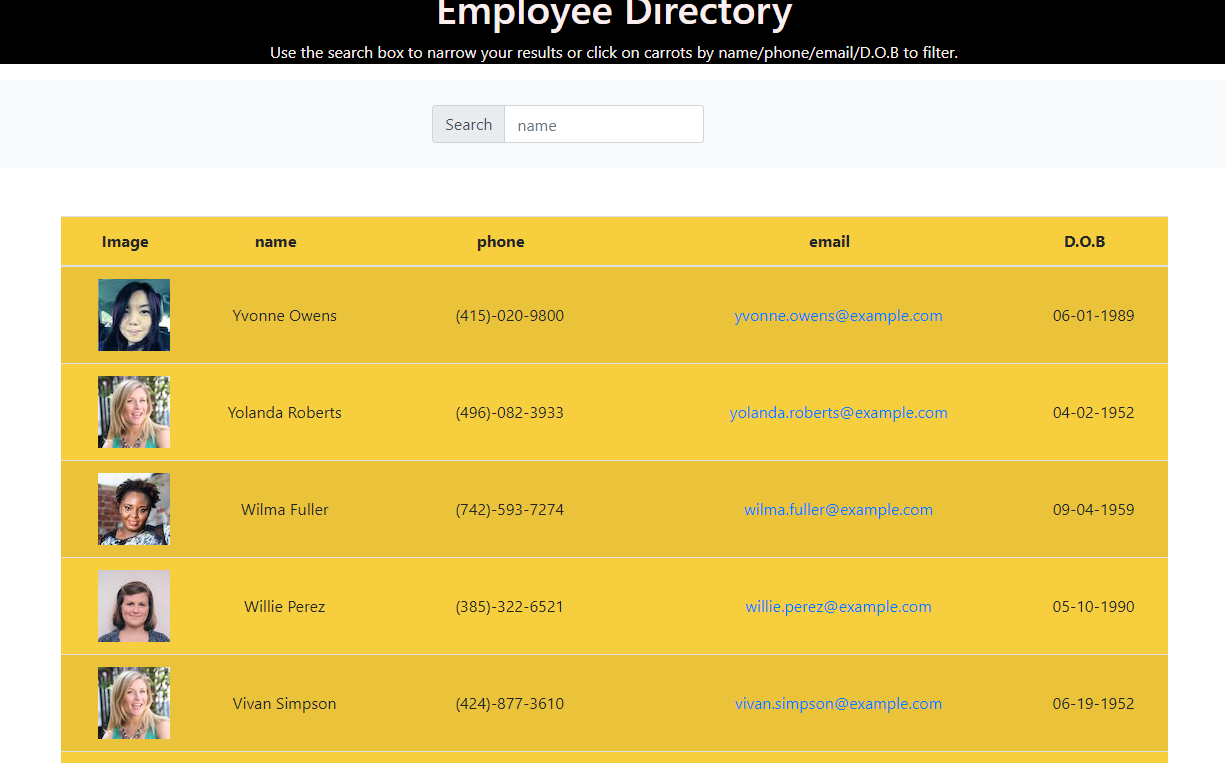 Employee Directory
Use the search box to narrow your results or click on carrots by name/phone/email/D.O.B to filter.
Search name
Image name phone email D.O.B
Yvonne Owens (415)-020-9800 yvonne.owens@example.com 06-01-1989
Yolanda Roberts (496)-082-3933 yolanda.roberts@example.com 04-02-1952
Wilma Fuller (742)-593-7274 wilma.fuller@example.com 09-04-1959
Willie Perez (385)-322-6521 willie.perez@example.com 05-10-1990
Vivan Simpson (424)-877-3610 vivan.simpson@example.com 06-19-1952